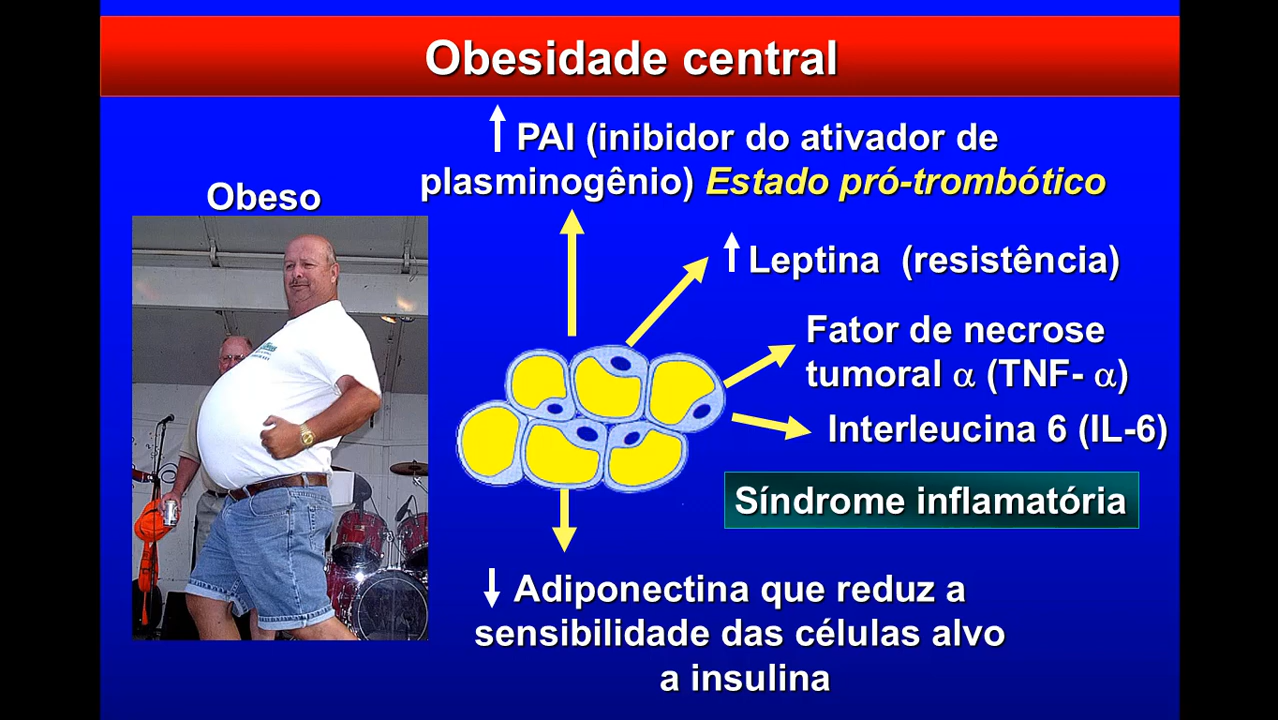 Obesidade central
↑ PAI (inibidor do ativador de
plasminogênio) Estado pró-trombótico
Obeso
↑ Leptina (resistência)
Fator de necrose
tumoral α (TNF- α)
Interleucina 6 (IL-6)
Síndrome inflamatória
↓ Adiponectina que reduz a
sensibilidade das células alvo
a insulina